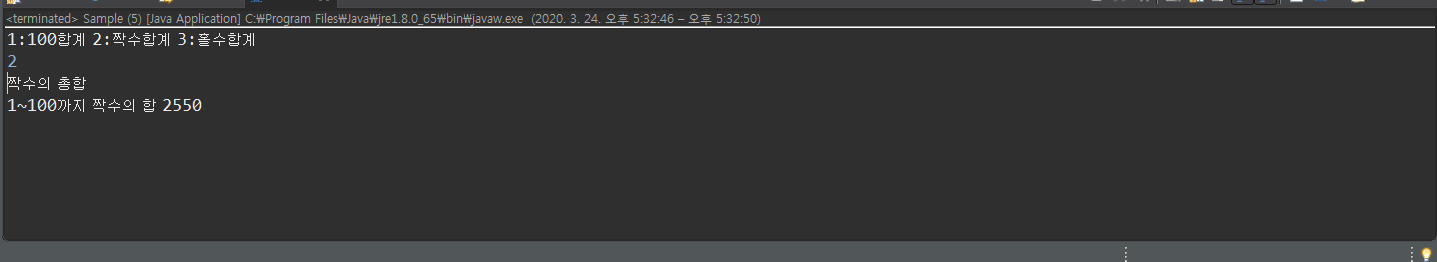 <terminated> Sample (5) [Java Application] C:₩Program Files₩Java₩jre1.8.0_65₩bin₩javaw.exe (2020. 3. 24. 오후 5:32:46 – 오후 5:32:50)
1:100합계 2:짝수합계 3:홀수합계
2
짝수의 총합
1~100까지 짝수의 합 2550